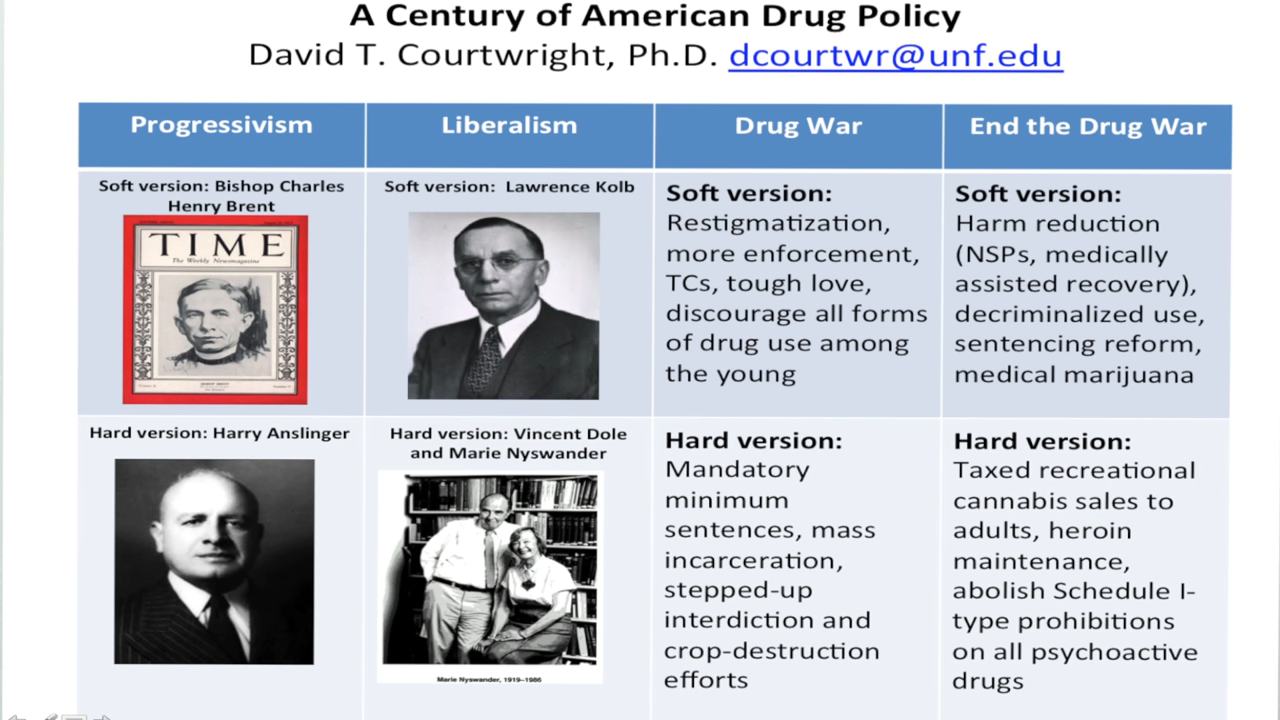 A Century of American Drug Policy
David T. Courtwright, Ph.D. dcourtwr@unf.edu
Progressivism
Liberalism
Drug War
End the Drug War
Soft version: Bishop Charles
Henry Brent
TIME
The Weekly Newsmagazine
Soft version: Lawrence Kolb
Soft version:
Restigmatization,
more enforcement,
TCs, tough love,
discourage all forms
of drug use among
the young
Soft version:
Harm reduction
(NSPs, medically
assisted recovery),
decriminalized use,
sentencing reform,
medical marijuana
Hard version: Harry Anslinger
Hard version: Vincent Dole
and Marie Nyswander
Marie Nyswander, 1919–1986
Hard version:
Mandatory
minimum
sentences, mass
incarceration,
stepped-up
interdiction and
crop-destruction
efforts
Hard version:
Taxed recreational
cannabis sales to
adults, heroin
maintenance,
abolish Schedule I-
type prohibitions
on all psychoactive
drugs